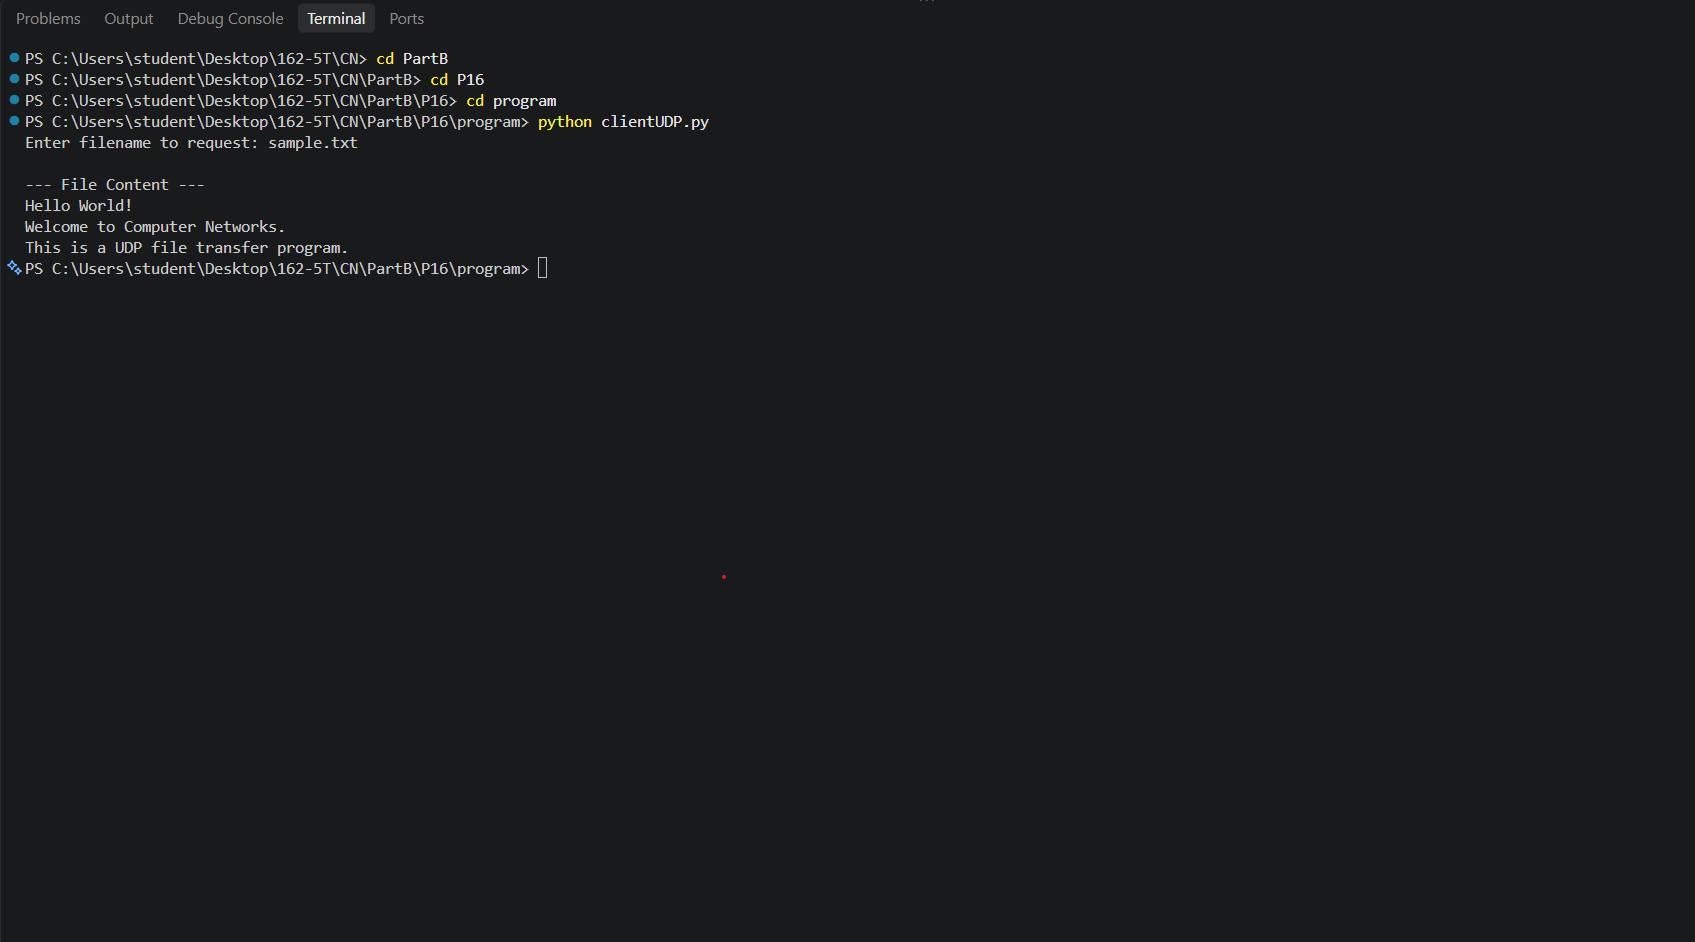 Problems Output Debug Console Terminal Ports
PS C:\Users\student\Desktop\162-5T\CN> cd PartB
PS C:\Users\student\Desktop\162-5T\CN\PartB> cd P16
PS C:\Users\student\Desktop\162-5T\CN\PartB\P16> cd program
PS C:\Users\student\Desktop\162-5T\CN\PartB\P16\program> python clientUDP.py
Enter filename to request: sample.txt
--- File Content ---
Hello World!
Welcome to Computer Networks.
This is a UDP file transfer program.
PS C:\Users\student\Desktop\162-5T\CN\PartB\P16\program>